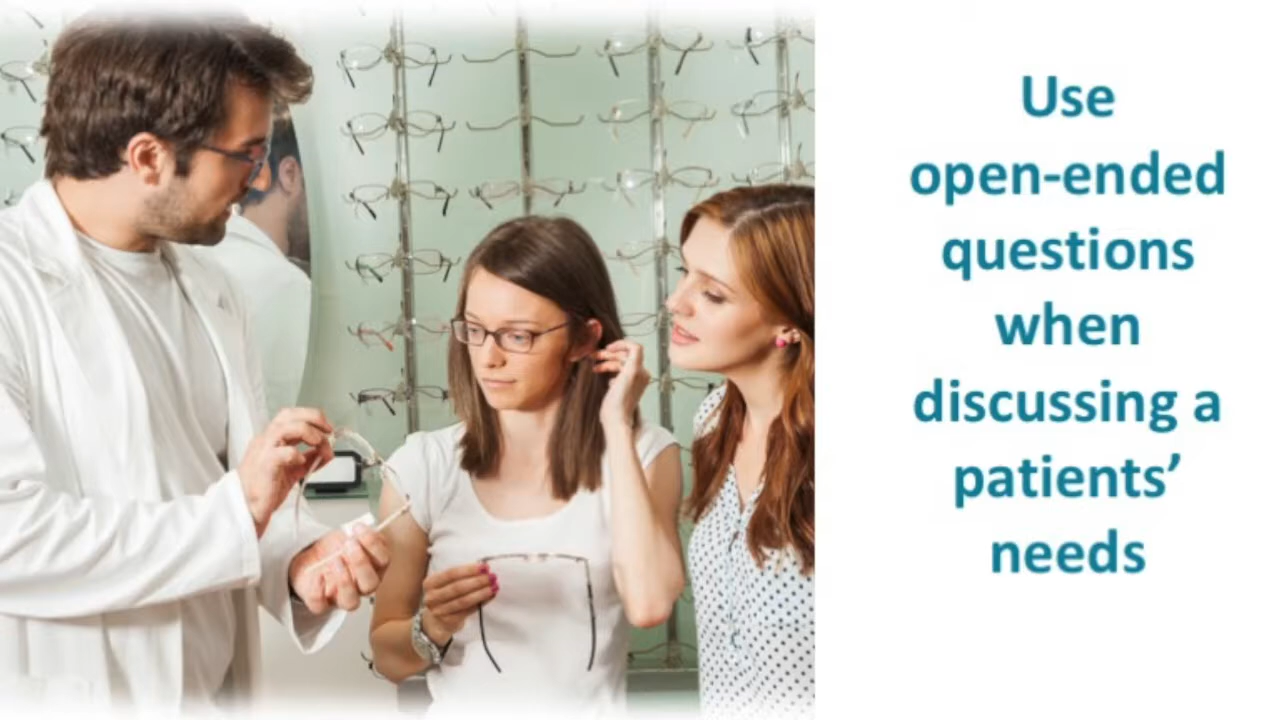 Use
open-ended
questions
when
discussing a
patients’
needs